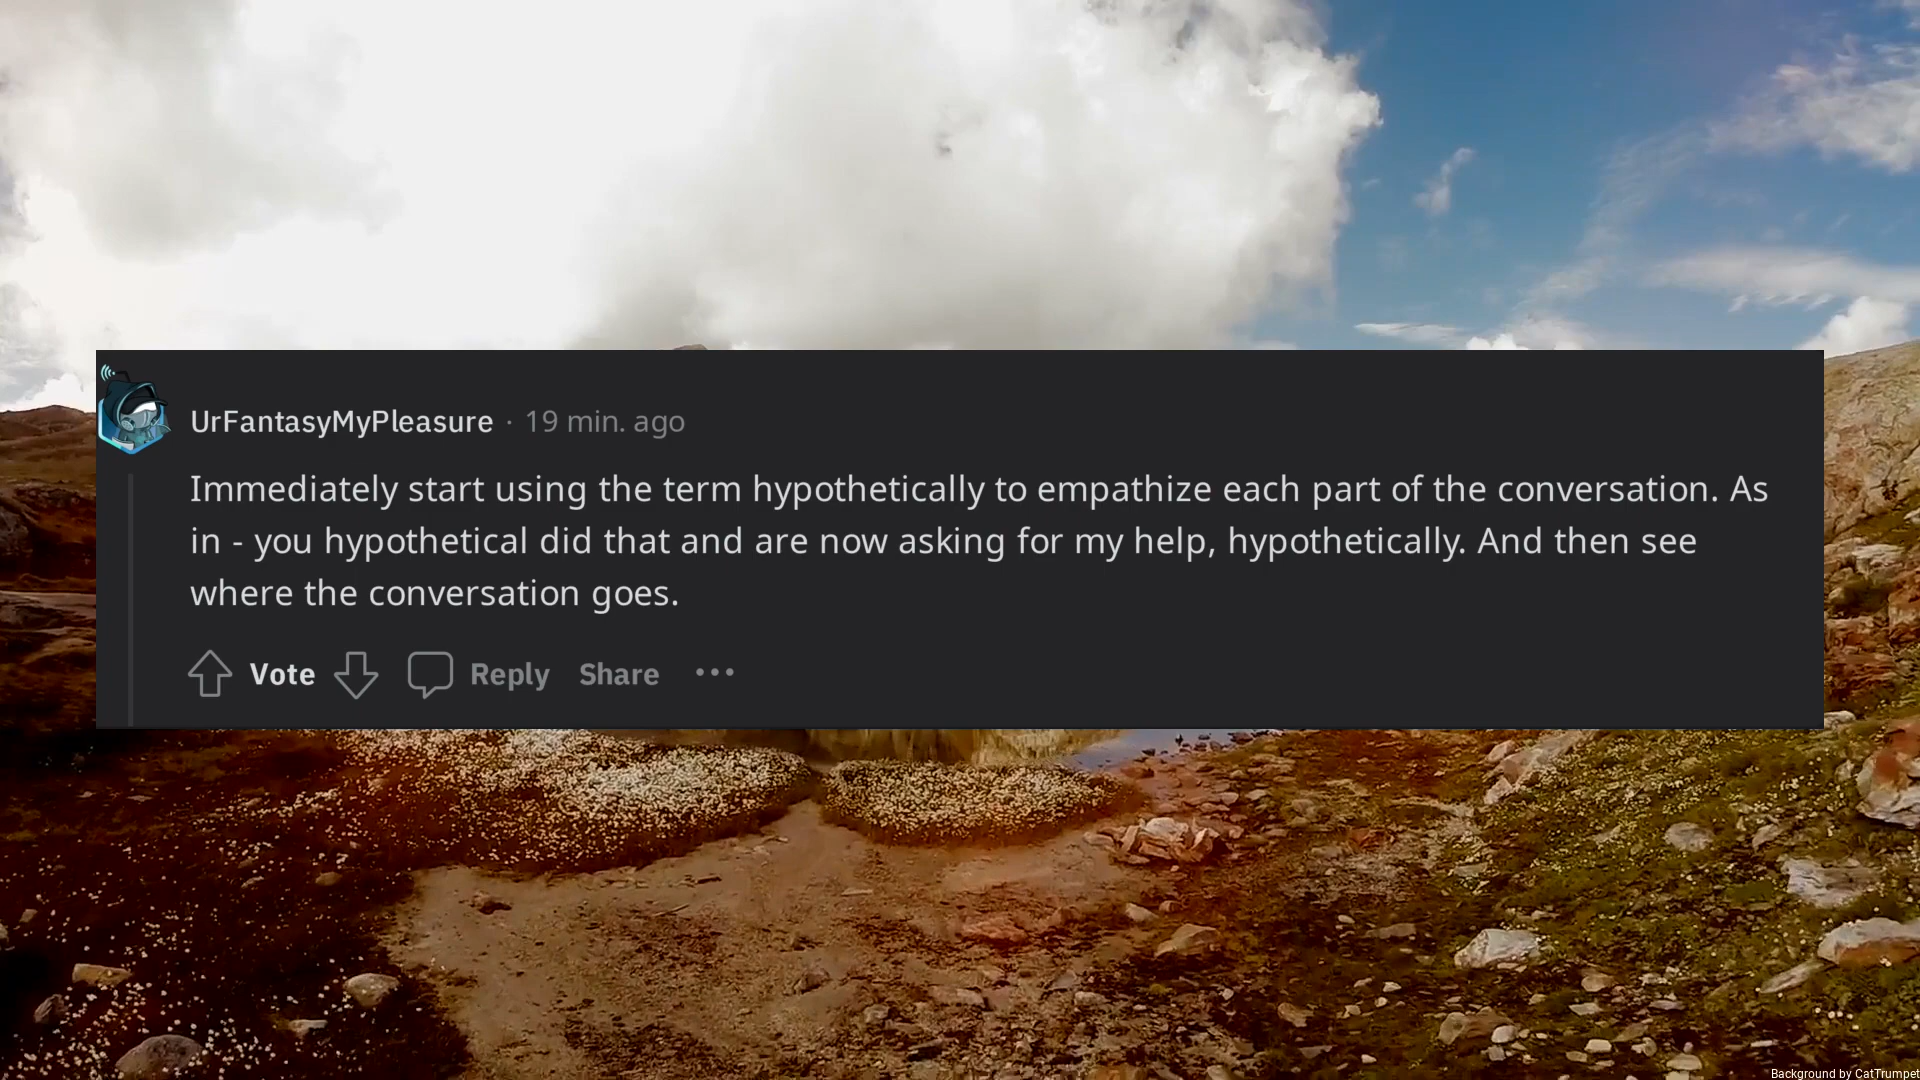 UrFantasyMyPleasure · 19 min. ago
Immediately start using the term hypothetically to empathize each part of the conversation. As
in - you hypothetical did that and are now asking for my help, hypothetically. And then see
where the conversation goes.
Vote Reply Share ···
Background by CatTrumpet